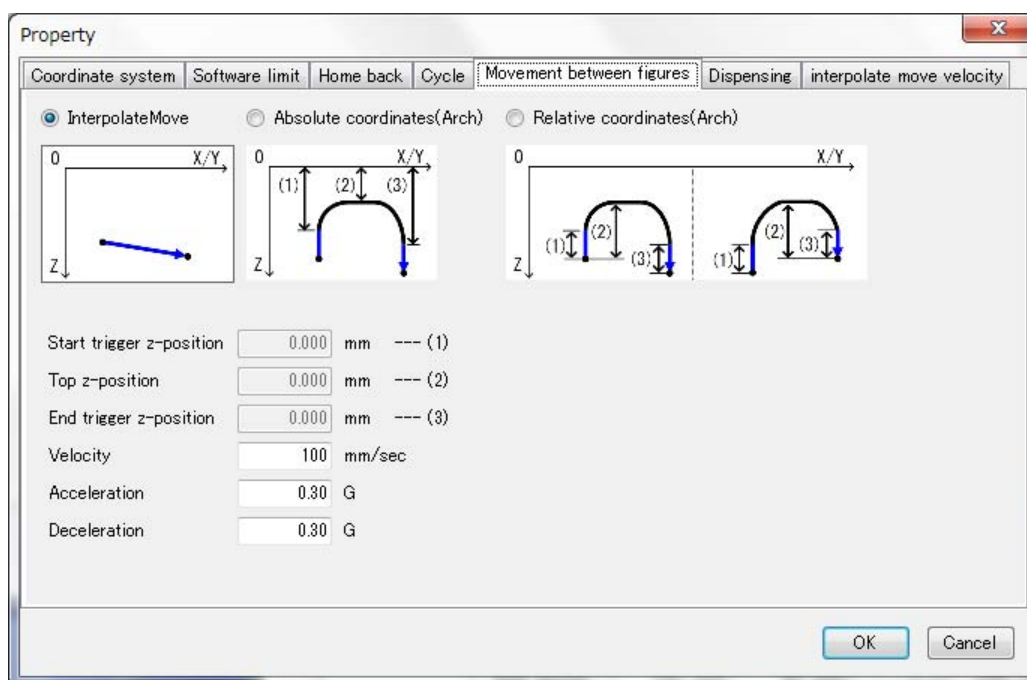 Property
Coordinate system Software limit Home back Cycle Movement between figures Dispensing interpolate move velocity
InterpolateMove Absolute coordinates(Arch) Relative coordinates(Arch)
0 X/Y 0 X/Y 0 X/Y
(1) (2) (3) (1) (2) (3) (1) (2) (3)
Z Z Z
Start trigger z-position 0.000 mm --- (1)
Top z-position 0.000 mm --- (2)
End trigger z-position 0.000 mm --- (3)
Velocity 100 mm/sec
Acceleration 0.30 G
Deceleration 0.30 G
OK Cancel